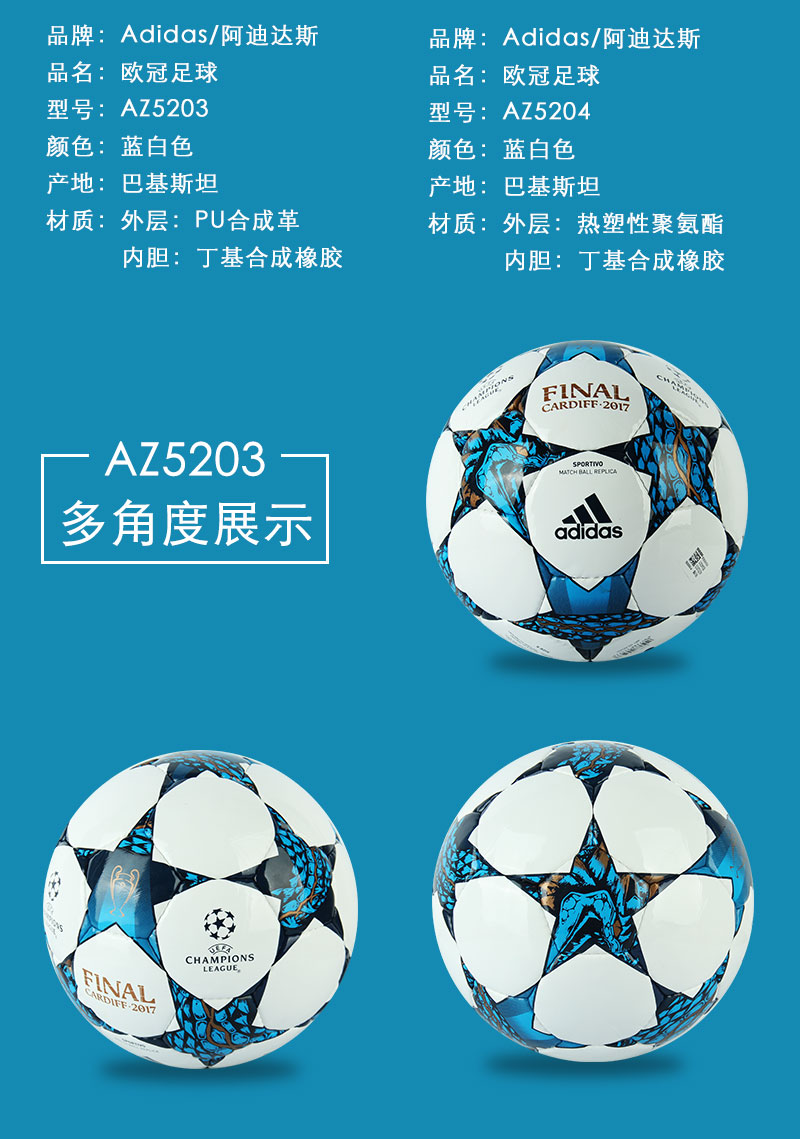 品牌：Adidas/阿迪达斯
品名：欧冠足球
型号：AZ5203
颜色：蓝白色
产地：巴基斯坦
材质：外层：PU合成革
内胆：丁基合成橡胶
品牌：Adidas/阿迪达斯
品名：欧冠足球
型号：AZ5204
颜色：蓝白色
产地：巴基斯坦
材质：外层：热塑性聚氨酯
内胆：丁基合成橡胶
AZ5203
多角度展示
CHAMPIONS
LEAGUE
FINAL
CARDIFF·2017
CHAMPIONS
LEAGUE
SPORTIVO
MATCH BALL REPLICA
adidas
UEFA
CHAMPIONS
LEAGUE®
CHAMPIONS
FINAL
CARDIFF·2017